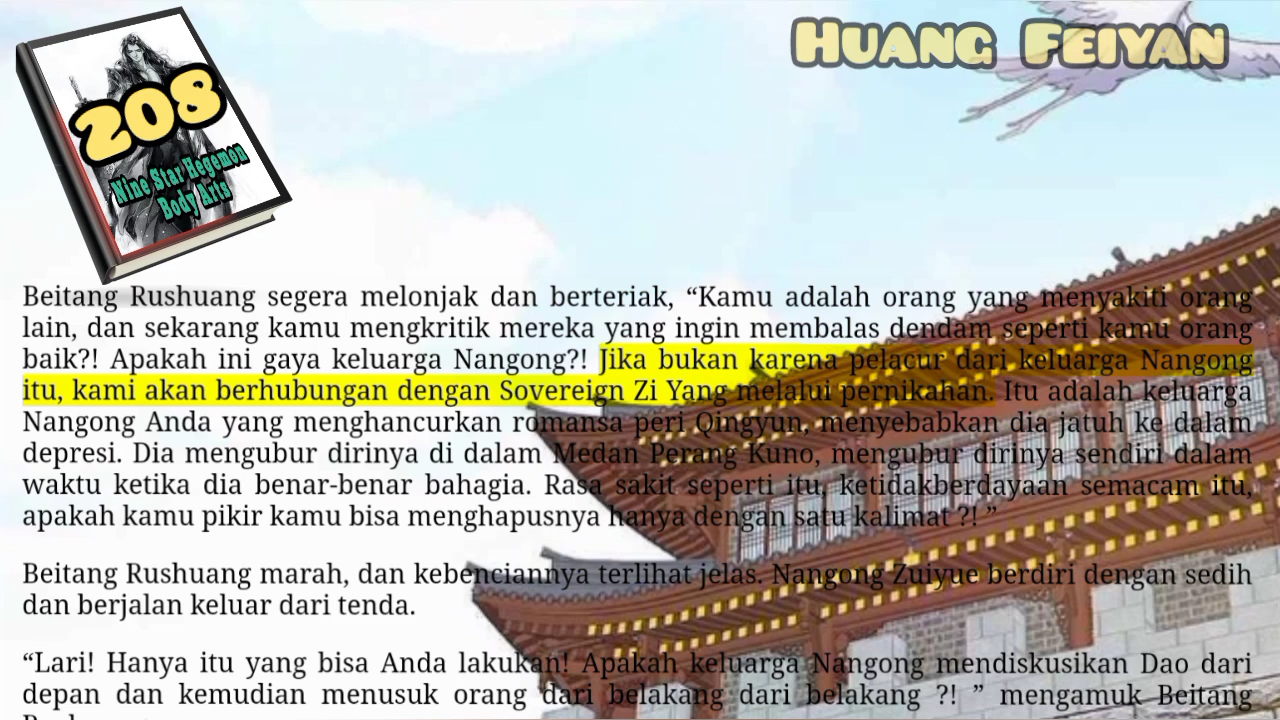 HUANG FEIYAN
208
Nine Star Hegemon
Body Arts
Beitang Rushuang segera melonjak dan berteriak, “Kamu adalah orang yang menyakiti orang
lain, dan sekarang kamu mengkritik mereka yang ingin membalas dendam seperti kamu orang
baik?! Apakah ini gaya keluarga Nangong?! Jika bukan karena pelacur dari keluarga Nangong
itu, kami akan berhubungan dengan Sovereign Zi Yang melalui pernikahan. Itu adalah keluarga
Nangong Anda yang menghancurkan romansa peri Qingyun, menyebabkan dia jatuh ke dalam
depresi. Dia mengubur dirinya di dalam Medan Perang Kuno, mengubur dirinya sendiri dalam
waktu ketika dia benar-benar bahagia. Rasa sakit seperti itu, ketidakberdayaan semacam itu,
apakah kamu pikir kamu bisa menghapusnya hanya dengan satu kalimat ?! ”
Beitang Rushuang marah, dan kebenciannya terlihat jelas. Nangong Zuiyue berdiri dengan sedih
dan berjalan keluar dari tenda.
“Lari! Hanya itu yang bisa Anda lakukan! Apakah keluarga Nangong mendiskusikan Dao dari
depan dan kemudian menusuk orang dari belakang dari belakang ?! ” mengamuk Beitang